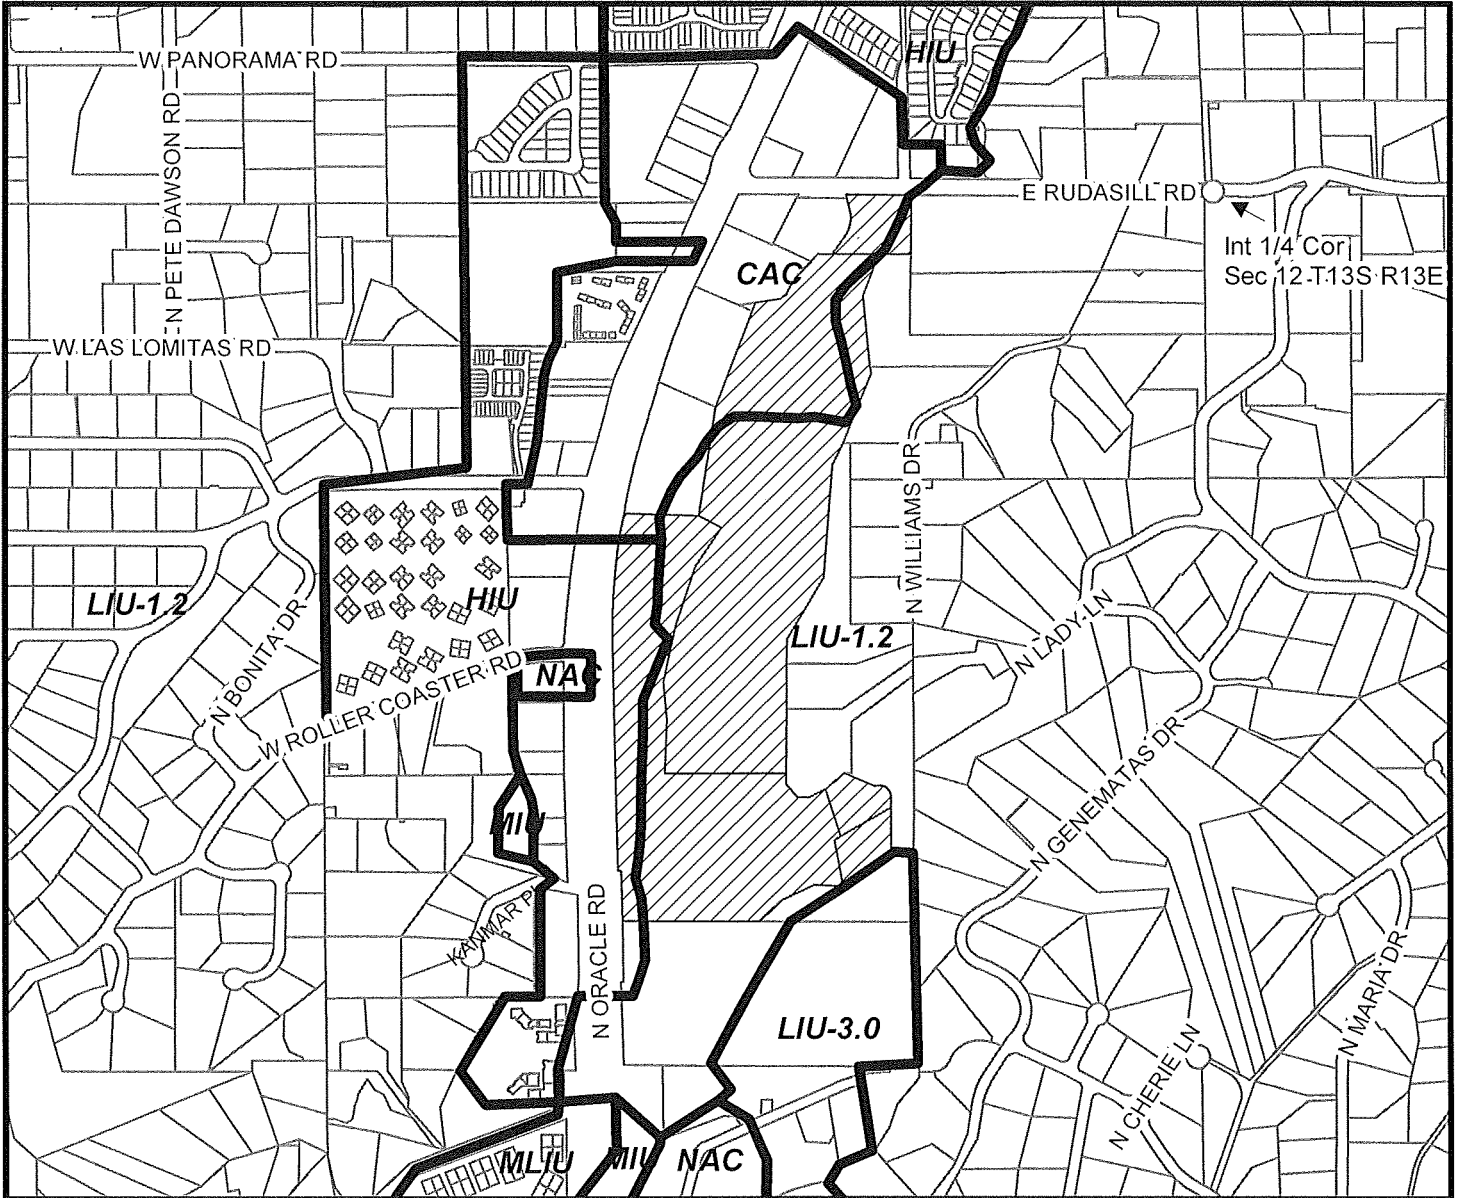 HIU
W PANORAMA RD
N PETE DAWSON RD
E RUDASILL RD
Int 1/4 Cor
Sec 12 T13S R13E
CAC
W LAS LOMITAS RD
N WILLIAMS DR
LIU-1.2
HIU
N BONITA DR
W ROLLER COASTER RD
NAC
LIU-1.2
N LADY LN
N GENEMATAS DR
MIU
KANMAR PL
N ORACLE RD
LIU-3.0
N MARIA DR
N CHERIE LN
MLIU
MIU
NAC